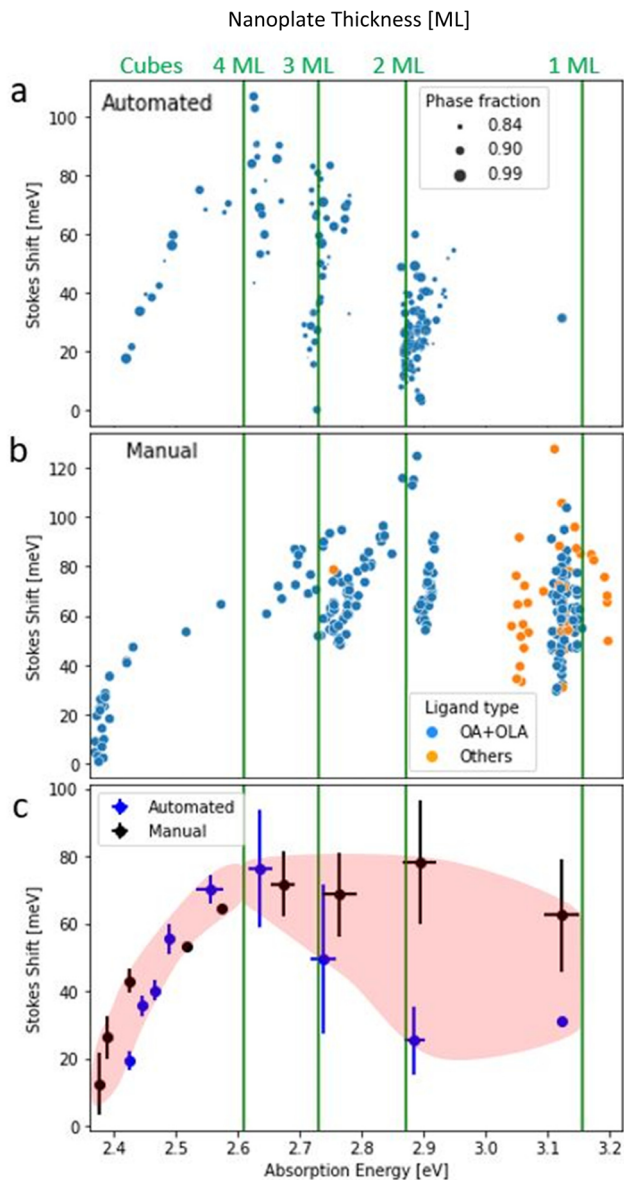 Nanoplate Thickness [ML]
Cubes 4 ML 3 ML 2 ML 1 ML
a
Automated
Phase fraction
0.84
0.90
0.99
Stokes Shift [meV]
100
80
60
40
20
0
b
Manual
Stokes Shift [meV]
120
100
80
60
40
20
0
Ligand type
OA+OLA
Others
c
Automated
Manual
Stokes Shift [meV]
100
80
60
40
20
0
2.4 2.5 2.6 2.7 2.8 2.9 3.0 3.1 3.2
Absorption Energy [eV]